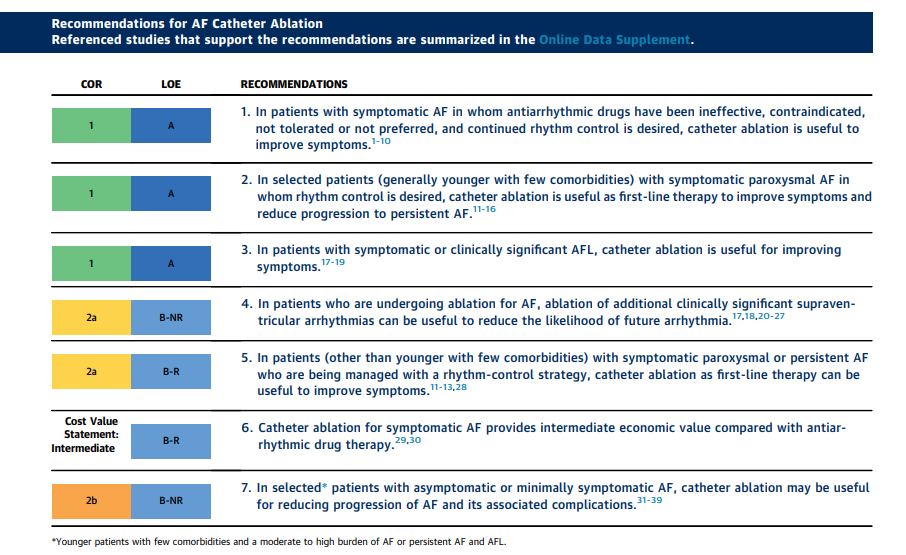 Recommendations for AF Catheter Ablation
Referenced studies that support the recommendations are summarized in the Online Data Supplement.
COR LOE RECOMMENDATIONS
1 A 1. In patients with symptomatic AF in whom antiarrhythmic drugs have been ineffective, contraindicated,
not tolerated or not preferred, and continued rhythm control is desired, catheter ablation is useful to
improve symptoms.1-10
1 A 2. In selected patients (generally younger with few comorbidities) with symptomatic paroxysmal AF in
whom rhythm control is desired, catheter ablation is useful as first-line therapy to improve symptoms and
reduce progression to persistent AF.11-16
1 A 3. In patients with symptomatic or clinically significant AFL, catheter ablation is useful for improving
symptoms.17-19
2a B-NR 4. In patients who are undergoing ablation for AF, ablation of additional clinically significant supraven-
tricular arrhythmias can be useful to reduce the likelihood of future arrhythmia.17,18,20-27
2a B-R 5. In patients (other than younger with few comorbidities) with symptomatic paroxysmal or persistent AF
who are being managed with a rhythm-control strategy, catheter ablation as first-line therapy can be
useful to improve symptoms.11-13,28
Cost Value
Statement:
Intermediate
B-R 6. Catheter ablation for symptomatic AF provides intermediate economic value compared with antiar-
rhythmic drug therapy.29,30
2b B-NR 7. In selected* patients with asymptomatic or minimally symptomatic AF, catheter ablation may be useful
for reducing progression of AF and its associated complications.31-39
*Younger patients with few comorbidities and a moderate to high burden of AF or persistent AF and AFL.